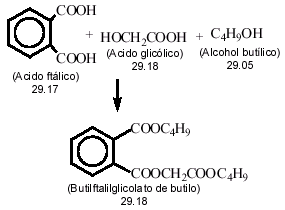 COOH
COOH
(Acido ftálico)
29.17
+
HOCH₂COOH
(Acido glicólico)
29.18
+
C₄H₉OH
(Alcohol butílico)
29.05
COOC₄H₉
COOCH₂COOC₄H₉
(Butilftalilglicolato de butilo)
29.18